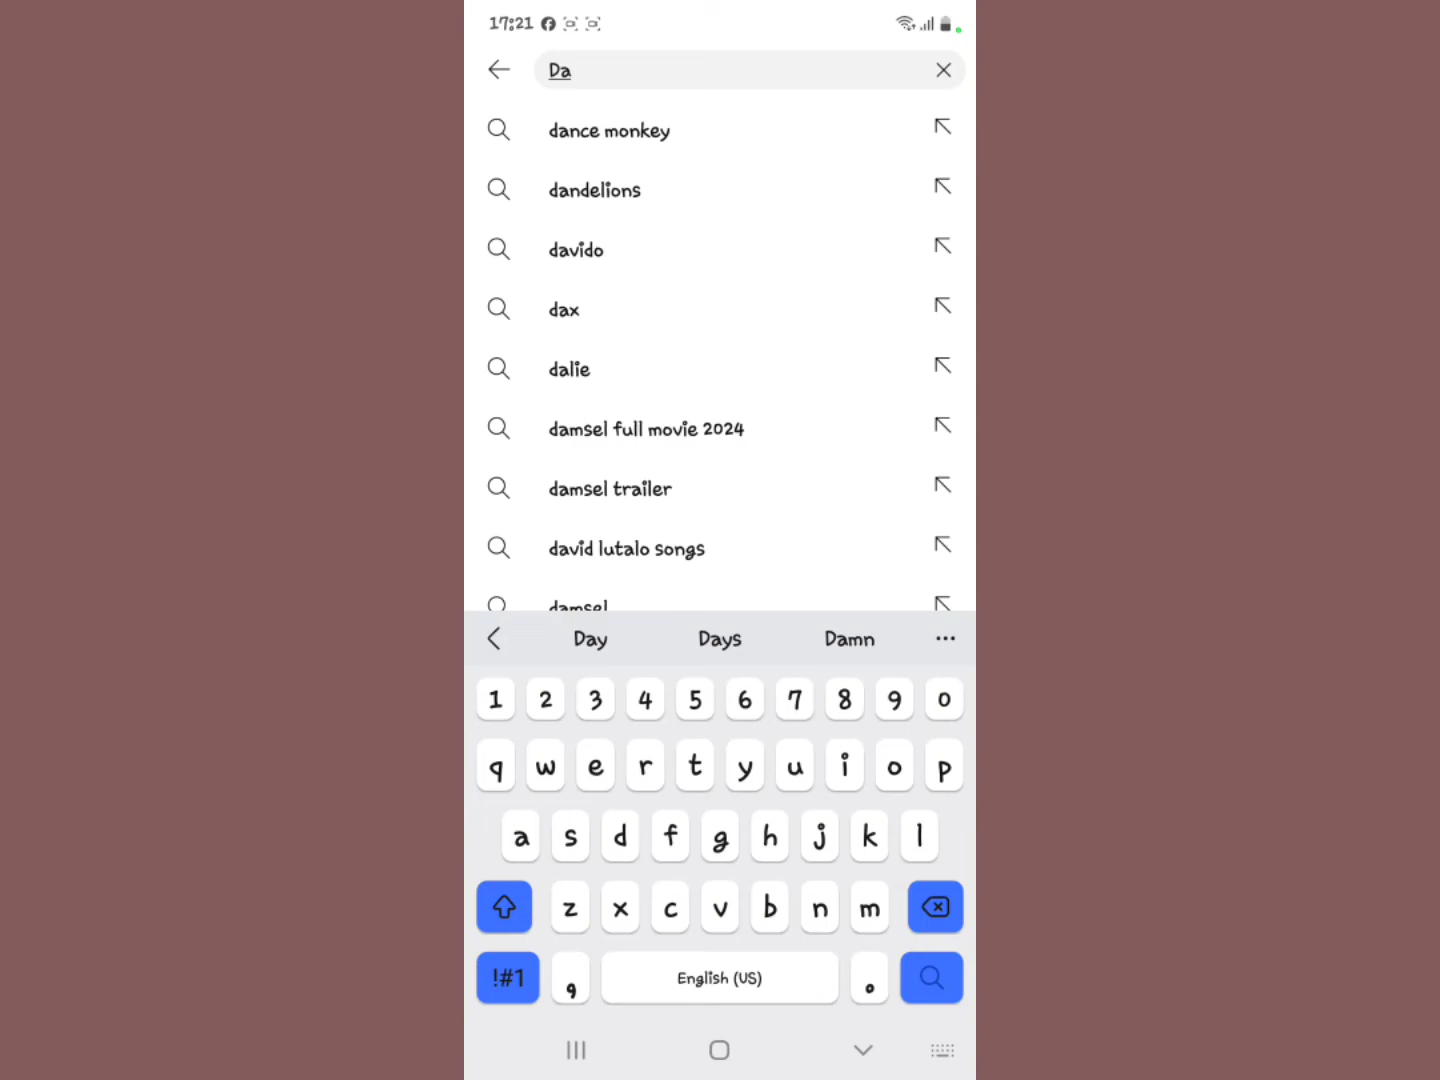 17:21
Da
dance monkey
dandelions
davido
dax
dalie
damsel full movie 2024
damsel trailer
david lutalo songs
damsel
Day Days Damn
1 2 3 4 5 6 7 8 9 0
q w e r t y u i o p
a s d f g h j k l
z x c v b n m
!#1 , English (US) .